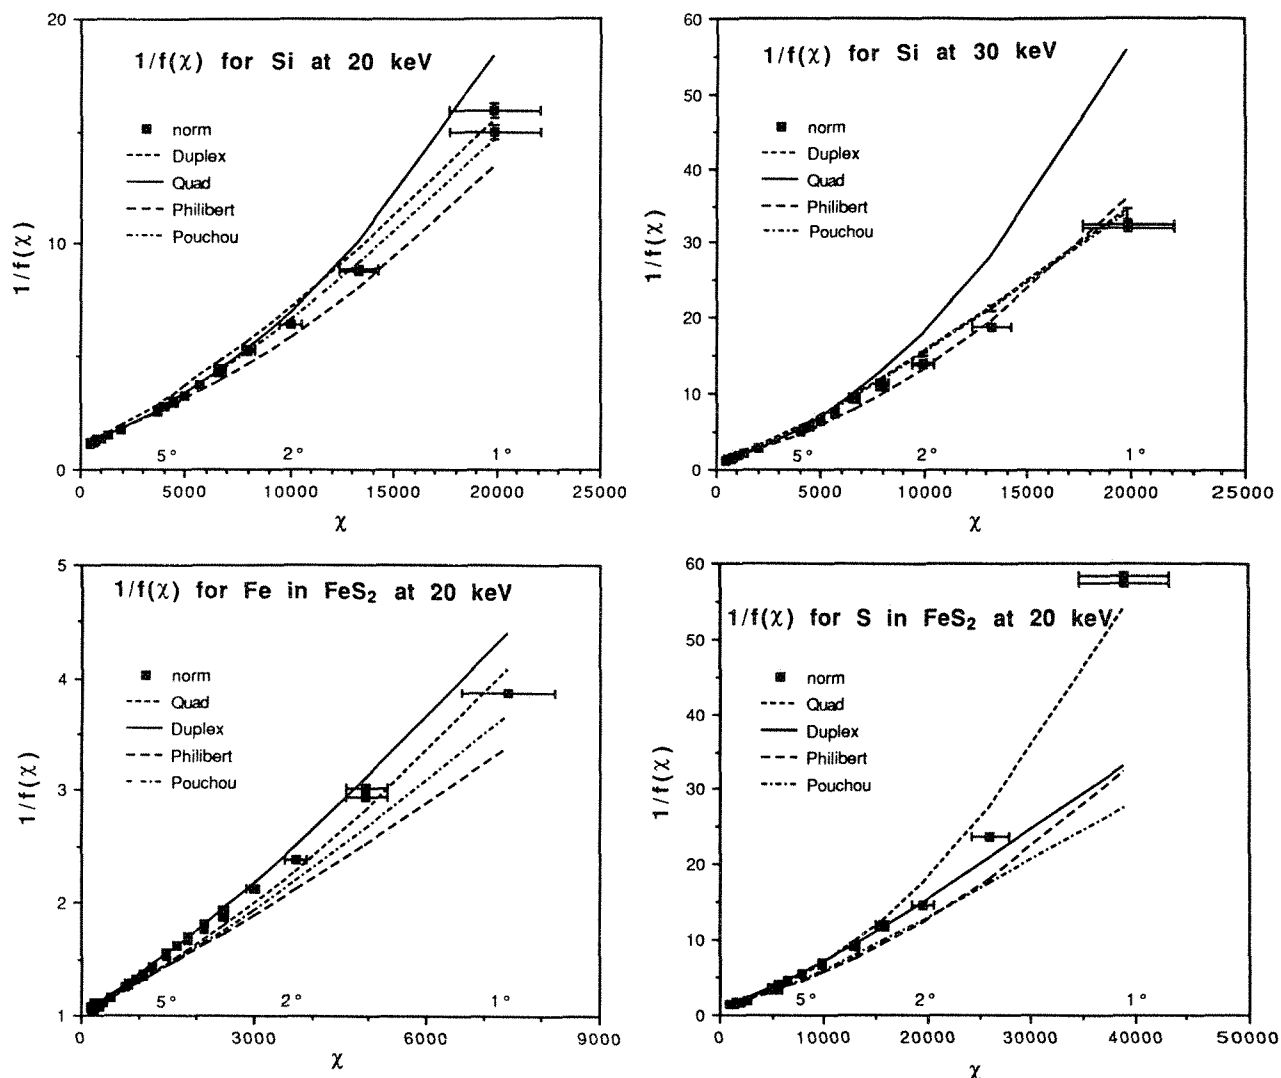 1/f(χ) for Si at 20 keV
norm
Duplex
Quad
Philibert
Pouchou
20
10
0
1/f(χ)
5° 2° 1°
0 5000 10000 15000 20000 25000
χ
1/f(χ) for Si at 30 keV
norm
Duplex
Quad
Philibert
Pouchou
60
50
40
30
20
10
0
1/f(χ)
5° 2° 1°
0 5000 10000 15000 20000 25000
χ
1/f(χ) for Fe in FeS₂ at 20 keV
norm
Quad
Duplex
Philibert
Pouchou
5
4
3
2
1
1/f(χ)
5° 2° 1°
0 3000 6000 9000
χ
1/f(χ) for S in FeS₂ at 20 keV
norm
Quad
Duplex
Philibert
Pouchou
60
50
40
30
20
10
0
1/f(χ)
5° 2° 1°
0 10000 20000 30000 40000 50000
χ